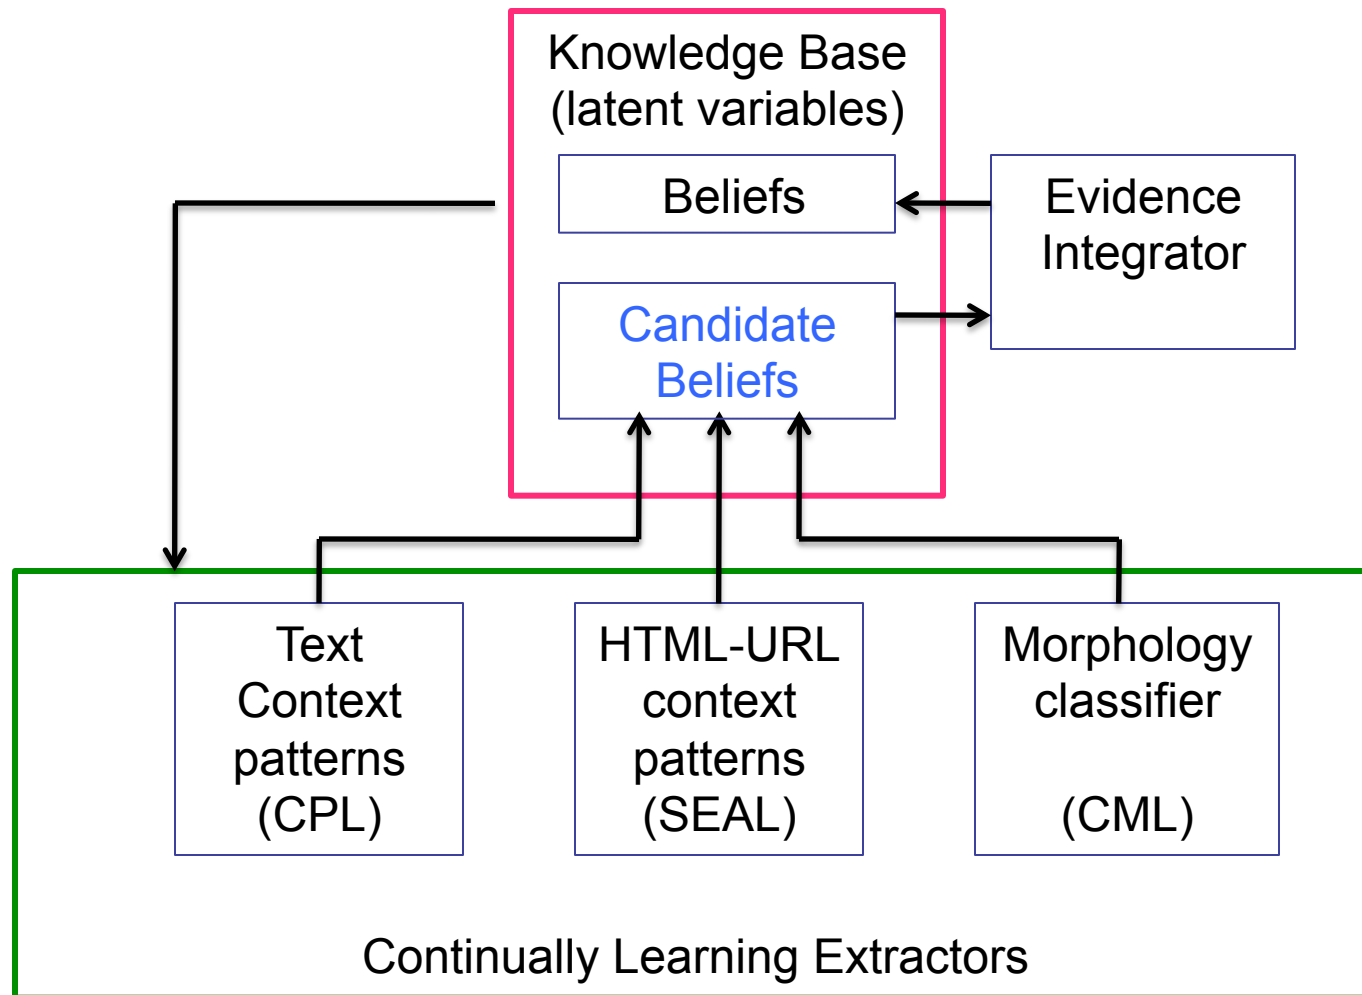 Knowledge Base
(latent variables)
Beliefs
Evidence
Integrator
Candidate
Beliefs
Text
Context
patterns
(CPL)
HTML-URL
context
patterns
(SEAL)
Morphology
classifier
(CML)
Continually Learning Extractors